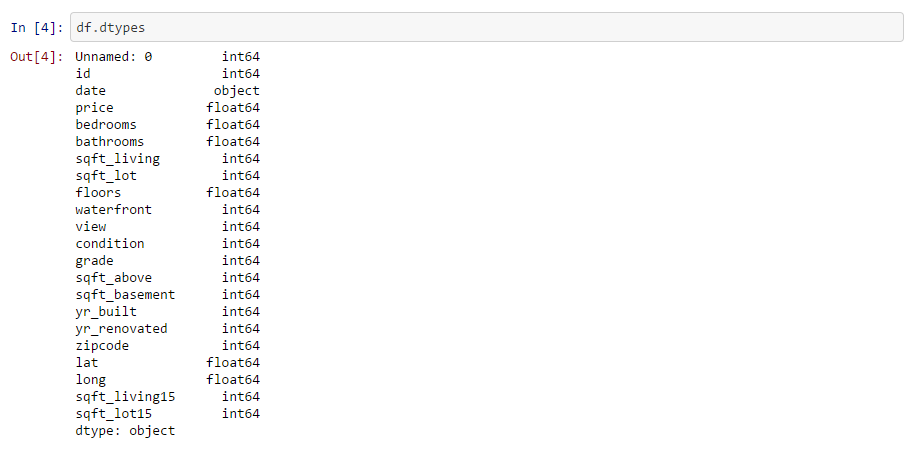 In [4]: df.dtypes
Out[4]: Unnamed: 0 int64
id int64
date object
price float64
bedrooms float64
bathrooms float64
sqft_living int64
sqft_lot int64
floors float64
waterfront int64
view int64
condition int64
grade int64
sqft_above int64
sqft_basement int64
yr_built int64
yr_renovated int64
zipcode int64
lat float64
long float64
sqft_living15 int64
sqft_lot15 int64
dtype: object